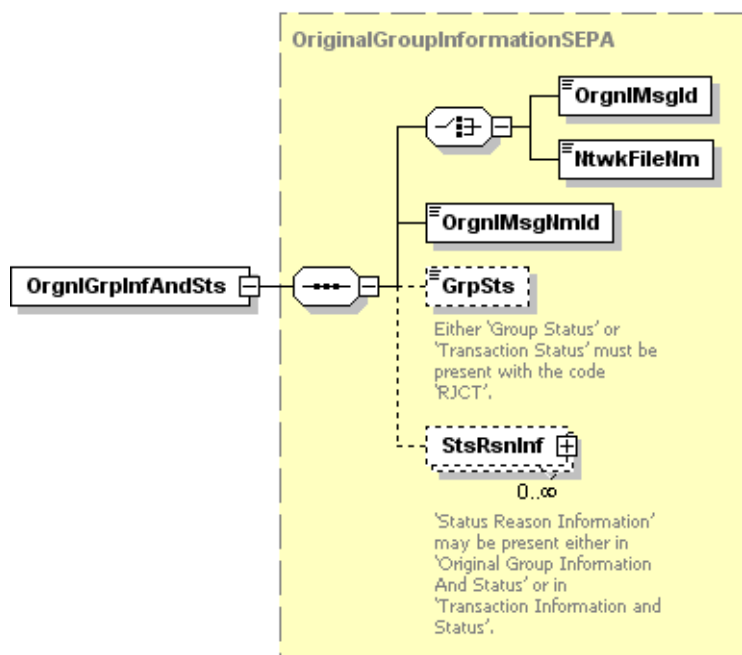 OriginalGroupInformationSEPA
OrgnlMsgId
NtwkFileNm
OrgnlMsgNmId
OrgnlGrpInfAndSts
GrpSts
Either 'Group Status' or
'Transaction Status' must be
present with the code
'RJCT'.
StsRsnInf
0..∞
'Status Reason Information'
may be present either in
'Original Group Information
And Status' or in
'Transaction Information and
Status'.